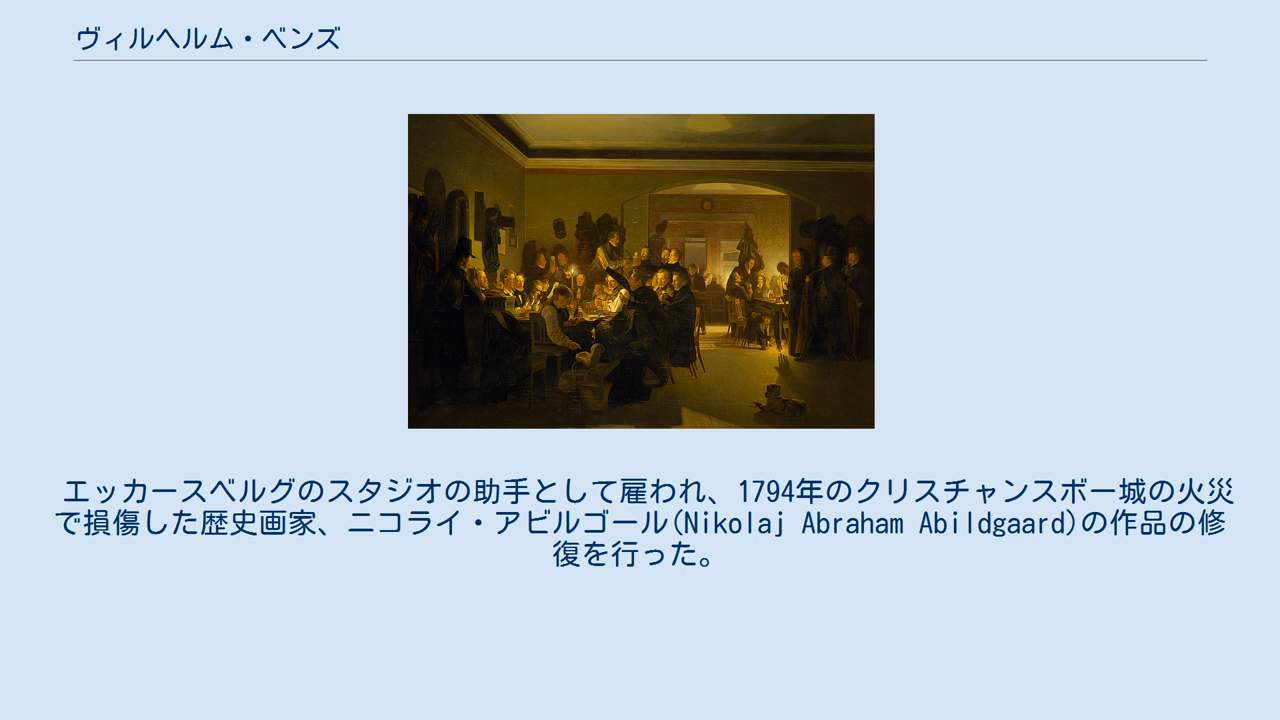 ヴィルヘルム・ベンズ
エッカースベルグのスタジオの助手として雇われ、1794年のクリスチャンスボー城の火災
で損傷した歴史画家、ニコライ・アビルゴール(Nikolaj Abraham Abildgaard)の作品の修
復を行った。